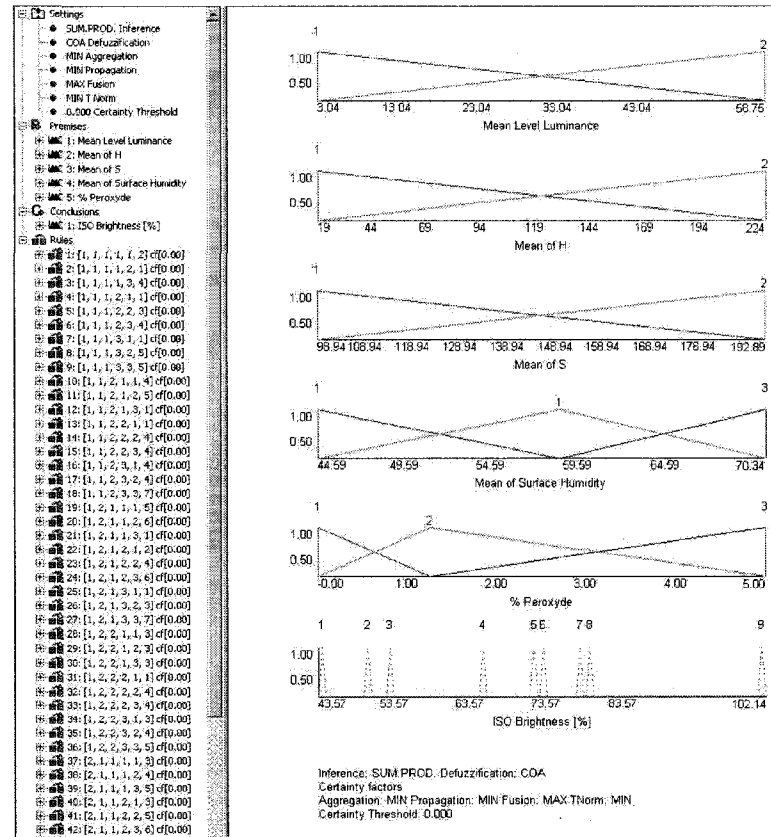 Settings
SUM.PROD. Inference
COA Defuzzification
MIN Aggregation
MIN Propagation
MAX Fusion
MIN T Norm
0.000 Certainty Threshold
Premises
1: Mean Level Luminance
2: Mean of H
3: Mean of S
4: Mean of Surface Humidity
5: % Peroxyde
Conclusions
1: ISO Brightness [%]
Rules
1: [1, 1, 1, 1, 1, 2] cf[0.00]
2: [1, 1, 1, 1, 2, 1] cf[0.00]
3: [1, 1, 1, 1, 3, 4] cf[0.00]
4: [1, 1, 1, 2, 1, 1] cf[0.00]
5: [1, 1, 1, 2, 2, 3] cf[0.00]
6: [1, 1, 1, 2, 3, 4] cf[0.00]
7: [1, 1, 1, 3, 1, 1] cf[0.00]
8: [1, 1, 1, 3, 2, 5] cf[0.00]
9: [1, 1, 1, 3, 3, 5] cf[0.00]
10: [1, 1, 2, 1, 1, 4] cf[0.00]
11: [1, 1, 2, 1, 2, 5] cf[0.00]
12: [1, 1, 2, 1, 3, 1] cf[0.00]
13: [1, 1, 2, 2, 1, 1] cf[0.00]
14: [1, 1, 2, 2, 2, 4] cf[0.00]
15: [1, 1, 2, 2, 3, 4] cf[0.00]
16: [1, 1, 2, 3, 1, 4] cf[0.00]
17: [1, 1, 2, 3, 2, 4] cf[0.00]
18: [1, 1, 2, 3, 3, 7] cf[0.00]
19: [1, 2, 1, 1, 1, 5] cf[0.00]
20: [1, 2, 1, 1, 2, 6] cf[0.00]
21: [1, 2, 1, 1, 3, 1] cf[0.00]
22: [1, 2, 1, 2, 1, 2] cf[0.00]
23: [1, 2, 1, 2, 2, 4] cf[0.00]
24: [1, 2, 1, 2, 3, 6] cf[0.00]
25: [1, 2, 1, 3, 1, 1] cf[0.00]
26: [1, 2, 1, 3, 2, 3] cf[0.00]
27: [1, 2, 1, 3, 3, 7] cf[0.00]
28: [1, 2, 2, 1, 1, 3] cf[0.00]
29: [1, 2, 2, 1, 2, 3] cf[0.00]
30: [1, 2, 2, 1, 3, 3] cf[0.00]
31: [1, 2, 2, 2, 1, 1] cf[0.00]
32: [1, 2, 2, 2, 2, 4] cf[0.00]
33: [1, 2, 2, 2, 3, 4] cf[0.00]
34: [1, 2, 2, 3, 1, 3] cf[0.00]
35: [1, 2, 2, 3, 2, 4] cf[0.00]
36: [1, 2, 2, 3, 3, 5] cf[0.00]
37: [2, 1, 1, 1, 1, 3] cf[0.00]
38: [2, 1, 1, 1, 2, 4] cf[0.00]
39: [2, 1, 1, 1, 3, 5] cf[0.00]
40: [2, 1, 1, 2, 1, 3] cf[0.00]
41: [2, 1, 1, 2, 2, 5] cf[0.00]
42: [2, 1, 1, 2, 3, 6] cf[0.00]
1 2
1.00
0.50
3.04 13.04 23.04 33.04 43.04 56.75
Mean Level Luminance
1 2
1.00
0.50
19 44 69 94 119 144 169 194 224
Mean of H
1 2
1.00
0.50
98.94 108.94 118.94 128.94 138.94 148.94 158.94 168.94 178.94 192.89
Mean of S
1 1 3
1.00
0.50
44.59 49.59 54.59 59.59 64.59 70.34
Mean of Surface Humidity
1 2 3
1.00
0.50
-0.00 1.00 2.00 3.00 4.00 5.00
% Peroxyde
1 2 3 4 5 6 7 8 9
1.00
0.50
43.57 53.57 63.57 73.57 83.57 102.14
ISO Brightness [%]
Inference: SUM.PROD. Defuzzification: COA
Certainty factors
Aggregation: MIN Propagation: MIN Fusion: MAX TNorm: MIN
Certainty Threshold: 0.000